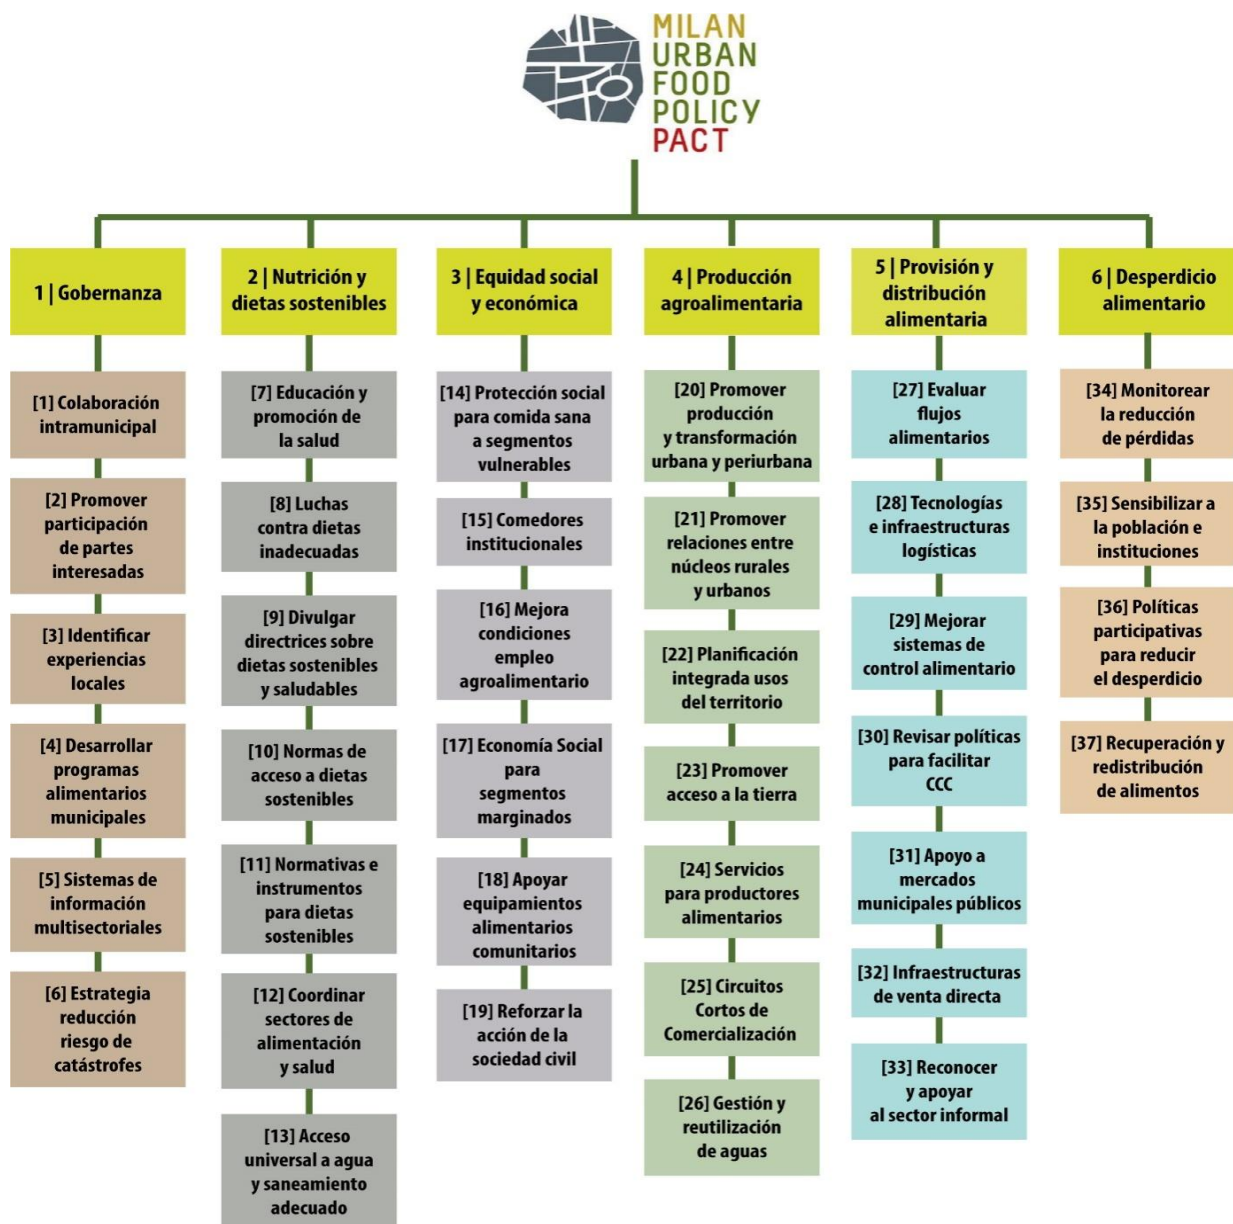 MILAN
URBAN
FOOD
POLICY
PACT
1 | Gobernanza
[1] Colaboración
intramunicipal
[2] Promover
participación
de partes
interesadas
[3] Identificar
experiencias
locales
[4] Desarrollar
programas
alimentarios
municipales
[5] Sistemas de
información
multisectoriales
[6] Estrategia
reducción
riesgo de
catástrofes
2 | Nutrición y
dietas sostenibles
[7] Educación y
promoción de
la salud
[8] Luchas
contra dietas
inadecuadas
[9] Divulgar
directrices sobre
dietas sostenibles
y saludables
[10] Normas de
acceso a dietas
sostenibles
[11] Normativas e
instrumentos
para dietas
sostenibles
[12] Coordinar
sectores de
alimentación
y salud
[13] Acceso
universal a agua
y saneamiento
adecuado
3 | Equidad social
y económica
[14] Protección social
para comida sana
a segmentos
vulnerables
[15] Comedores
institucionales
[16] Mejora
condiciones
empleo
agroalimentario
[17] Economía Social
para
segmentos
marginados
[18] Apoyar
equipamientos
alimentarios
comunitarios
[19] Reforzar la
acción de la
sociedad civil
4 | Producción
agroalimentaria
[20] Promover
producción
y transformación
urbana y periurbana
[21] Promover
relaciones entre
núcleos rurales
y urbanos
[22] Planificación
integrada usos
del territorio
[23] Promover
acceso a la tierra
[24] Servicios
para productores
alimentarios
[25] Circuitos
Cortos de
Comercialización
[26] Gestión y
reutilización
de aguas
5 | Provisión y
distribución
alimentaria
[27] Evaluar
flujos
alimentarios
[28] Tecnologías
e infraestructuras
logísticas
[29] Mejorar
sistemas de
control alimentario
[30] Revisar políticas
para facilitar
CCC
[31] Apoyo a
mercados
municipales públicos
[32] Infraestructuras
de venta directa
[33] Reconocer
y apoyar
al sector informal
6 | Desperdicio
alimentario
[34] Monitorear
la reducción
de pérdidas
[35] Sensibilizar a
la población e
instituciones
[36] Políticas
participativas
para reducir
el desperdicio
[37] Recuperación y
redistribución
de alimentos